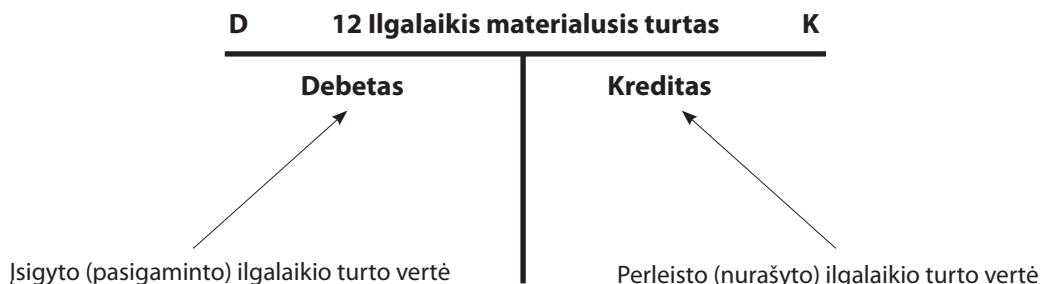 D 12 Ilgalaikis materialusis turtas K
Debetas Kreditas
Įsigyto (pasigaminto) ilgalaikio turto vertė Perleisto (nurašyto) ilgalaikio turto vertė